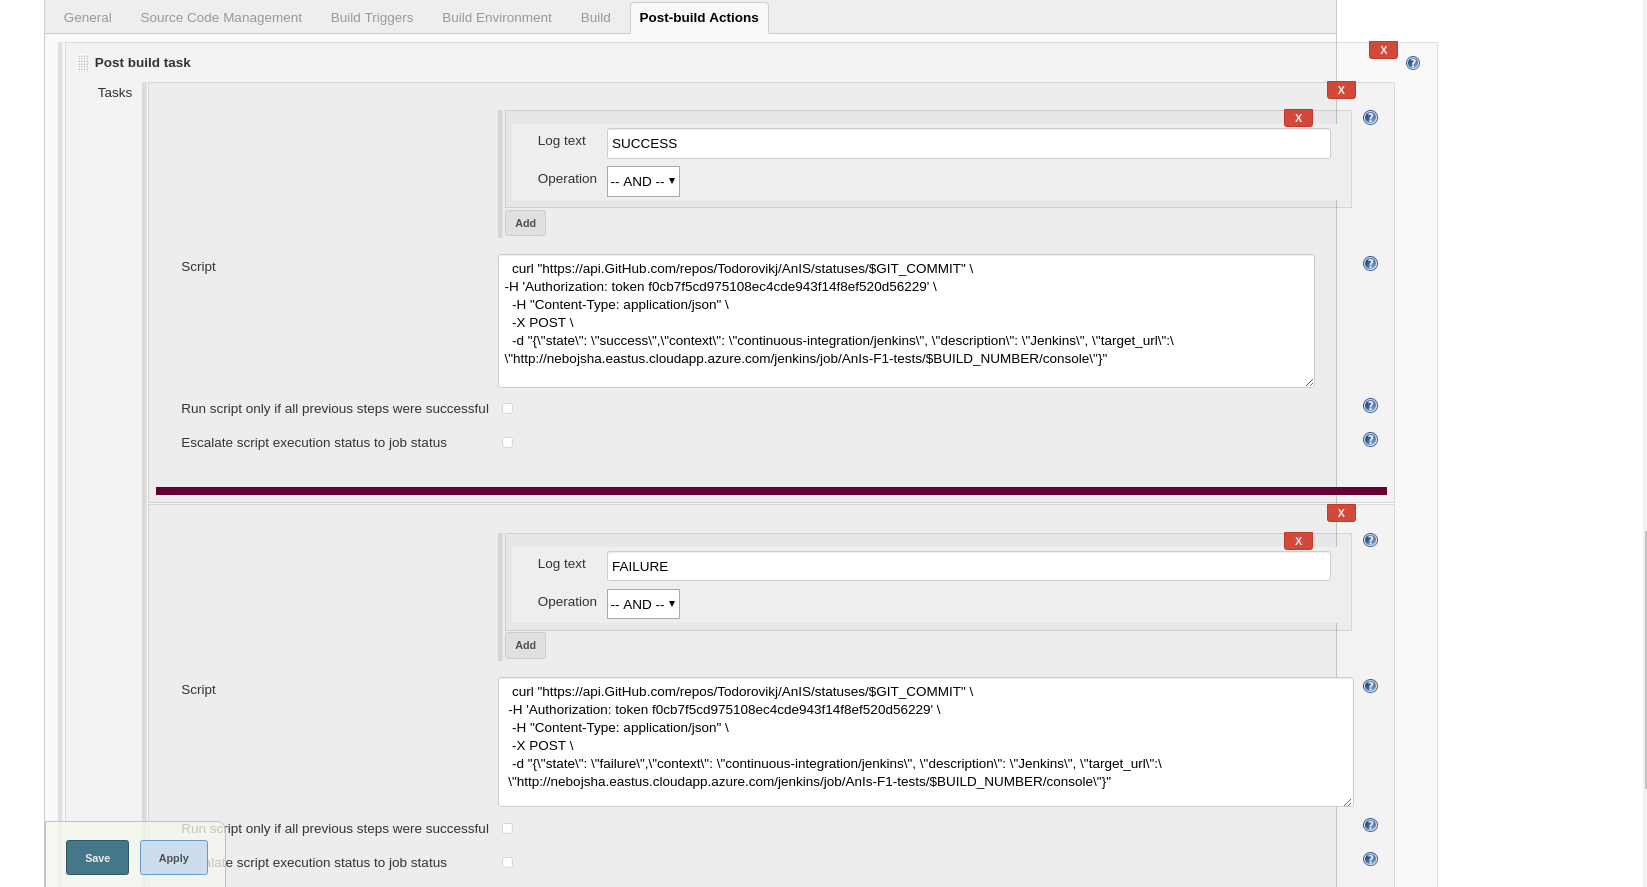 General Source Code Management Build Triggers Build Environment Build Post-build Actions
X
Post build task
Tasks
X
X
Log text SUCCESS
Operation -- AND --
Add
Script
curl "https://api.GitHub.com/repos/Todorovikj/AnIS/statuses/$GIT_COMMIT" \
-H 'Authorization: token f0cb7f5cd975108ec4cde943f14f8ef520d56229' \
-H "Content-Type: application/json" \
-X POST \
-d "{\"state\": \"success\",\"context\": \"continuous-integration/jenkins\", \"description\": \"Jenkins\", \"target_url\":\
\"http://nebojsha.eastus.cloudapp.azure.com/jenkins/job/AnIs-F1-tests/$BUILD_NUMBER/console\"}"
Run script only if all previous steps were successful
Escalate script execution status to job status
X
X
Log text FAILURE
Operation -- AND --
Add
Script
curl "https://api.GitHub.com/repos/Todorovikj/AnIS/statuses/$GIT_COMMIT" \
-H 'Authorization: token f0cb7f5cd975108ec4cde943f14f8ef520d56229' \
-H "Content-Type: application/json" \
-X POST \
-d "{\"state\": \"failure\",\"context\": \"continuous-integration/jenkins\", \"description\": \"Jenkins\", \"target_url\":\
\"http://nebojsha.eastus.cloudapp.azure.com/jenkins/job/AnIs-F1-tests/$BUILD_NUMBER/console\"}"
Run script only if all previous steps were successful
script execution status to job status
Save Apply